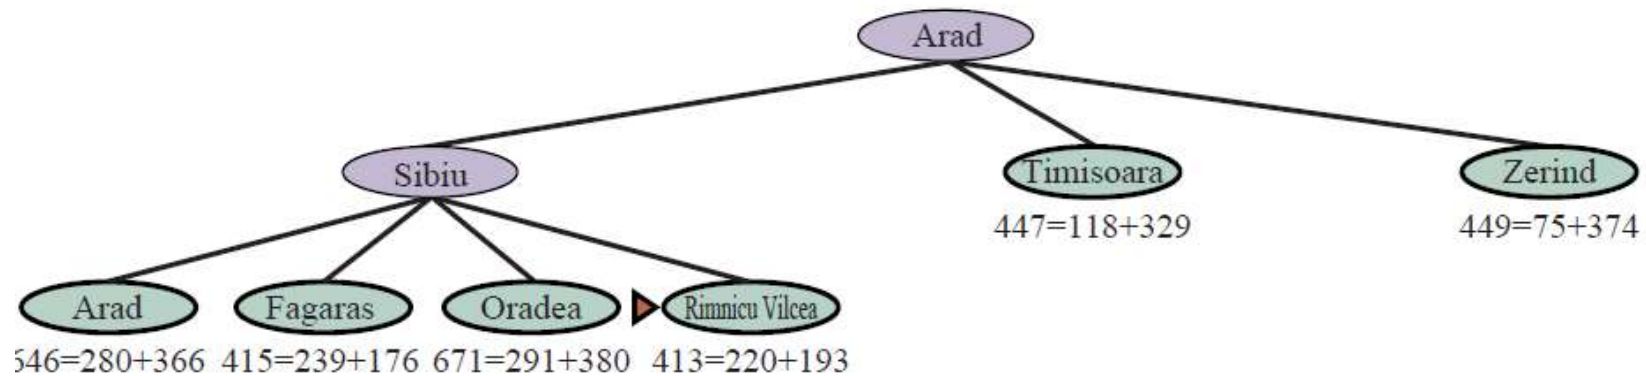 Arad
Sibiu
Timisoara
Zerind
447=118+329
449=75+374
Arad
Fagaras
Oradea
Rimnicu Vilcea
646=280+366
415=239+176
671=291+380
413=220+193